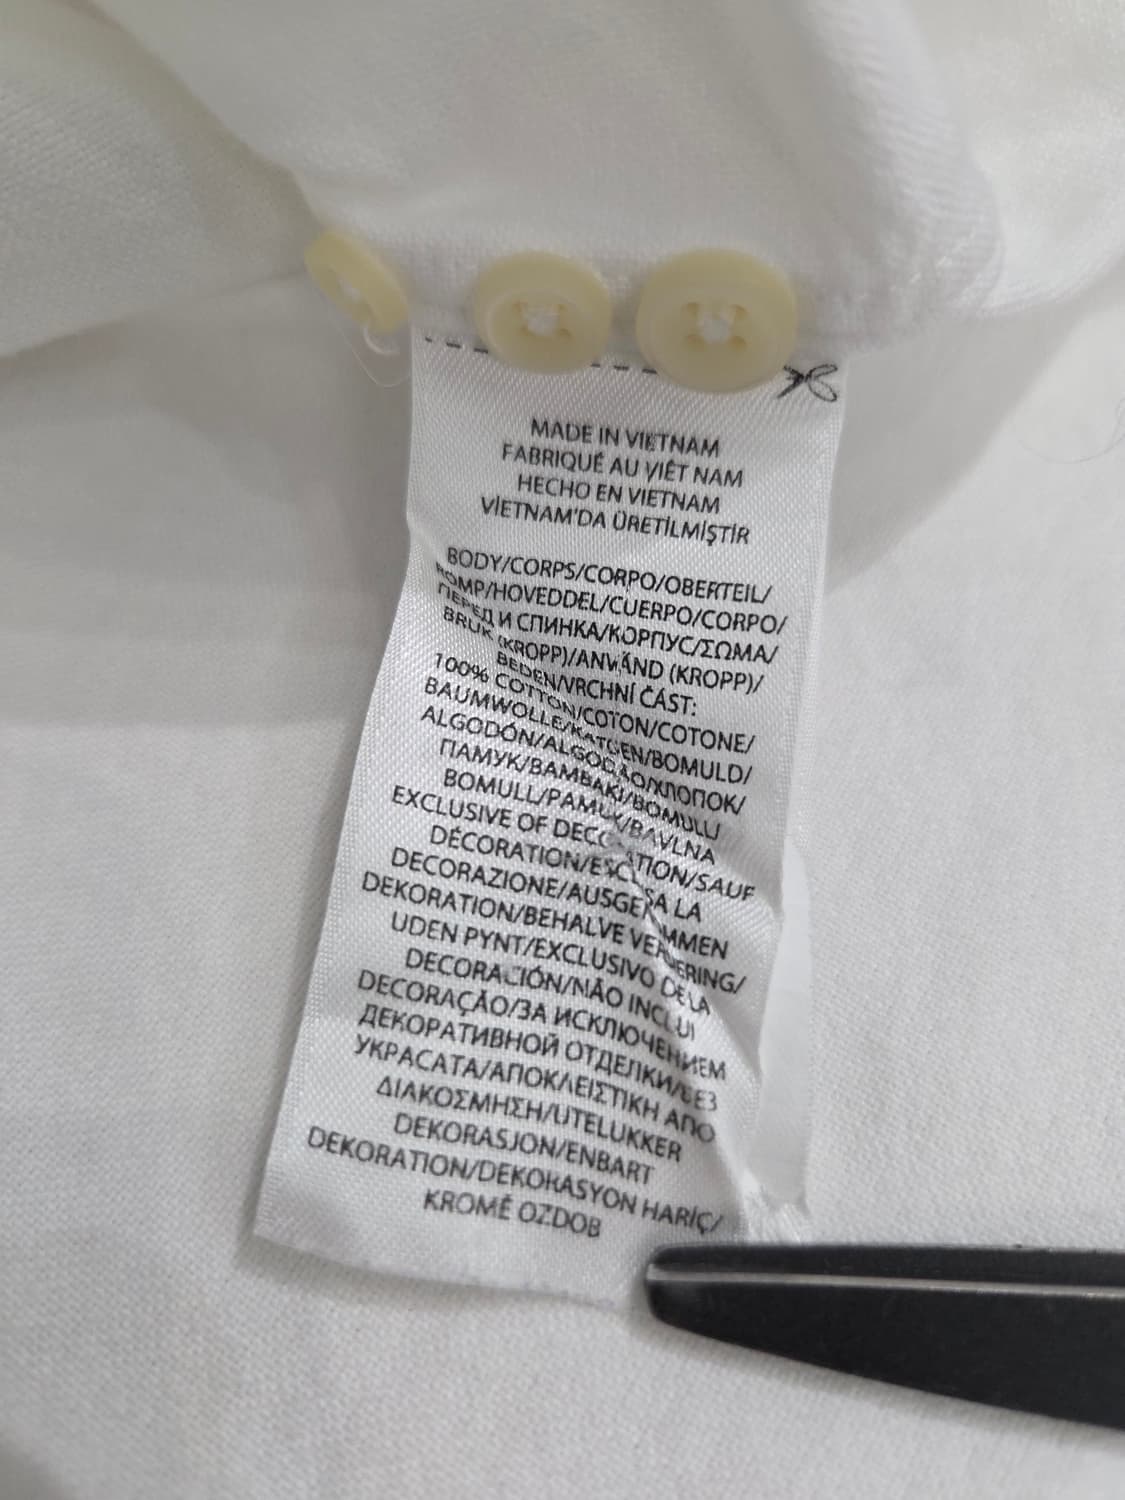 MADE IN VIETNAM
FABRIQUÉ AU VIÊT NAM
HECHO EN VIETNAM
VİETNAM'DA ÜRETİLMİŞTİR
BODY/CORPS/CORPO/OBERTEIL/
ROMP/HOVEDDEL/CUERPO/CORPO/
ПЕРЕД И СПИНКА/КОРПУС/ΣΩΜΑ/
BRUK (KROPP)/ANVÄND (KROPP)/
BEDEN/VRCHNÍ ČÁST:
100% COTTON/COTON/COTONE/
BAUMWOLLE/KATOEN/BOMULD/
ALGODÓN/ALGODÃO/ХЛОПОК/
ПАМУК/ΒΑΜΒΑΚΙ/BOMULL/
BOMULL/PAMUK/BAVLNA
EXCLUSIVE OF DECORATION/SAUF
DÉCORATION/ESCLUSA LA
DECORAZIONE/AUSGENOMMEN
DEKORATION/BEHALVE VERSIERING/
UDEN PYNT/EXCLUSIVO DE LA
DECORACIÓN/NÃO INCLUI
DECORAÇÃO/ЗА ИСКЛЮЧЕНИЕМ
ДЕКОРАТИВНОЙ ОТДЕЛКИ/БЕЗ
УКРАСАТА/ΑΠΟΚΛΕΙΣΤΙΚΗ ΑΠΟ
ΔΙΑΚΟΣΜΗΣΗ/UTELUKKER
DEKORASJON/ENBART
DEKORATION/DEKORASYON HARİÇ/
KROMĚ OZDOB